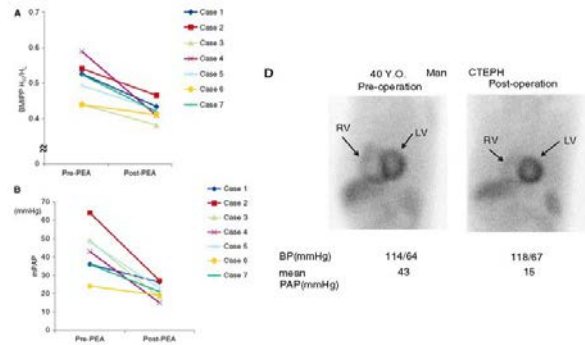 A
BMIPP H_R/H_L
0.7
0.6
0.5
0.4
0
Pre-PEA Post-PEA
Case 1
Case 2
Case 3
Case 4
Case 5
Case 6
Case 7
B
(mmHg)
mPAP
70
60
50
40
30
20
10
0
Pre-PEA Post-PEA
Case 1
Case 2
Case 3
Case 4
Case 5
Case 6
Case 7
D
40 Y.O. Man CTEPH
Pre-operation Post-operation
RV LV RV LV
BP(mmHg) 114/64 118/67
mean 43 15
PAP(mmHg)